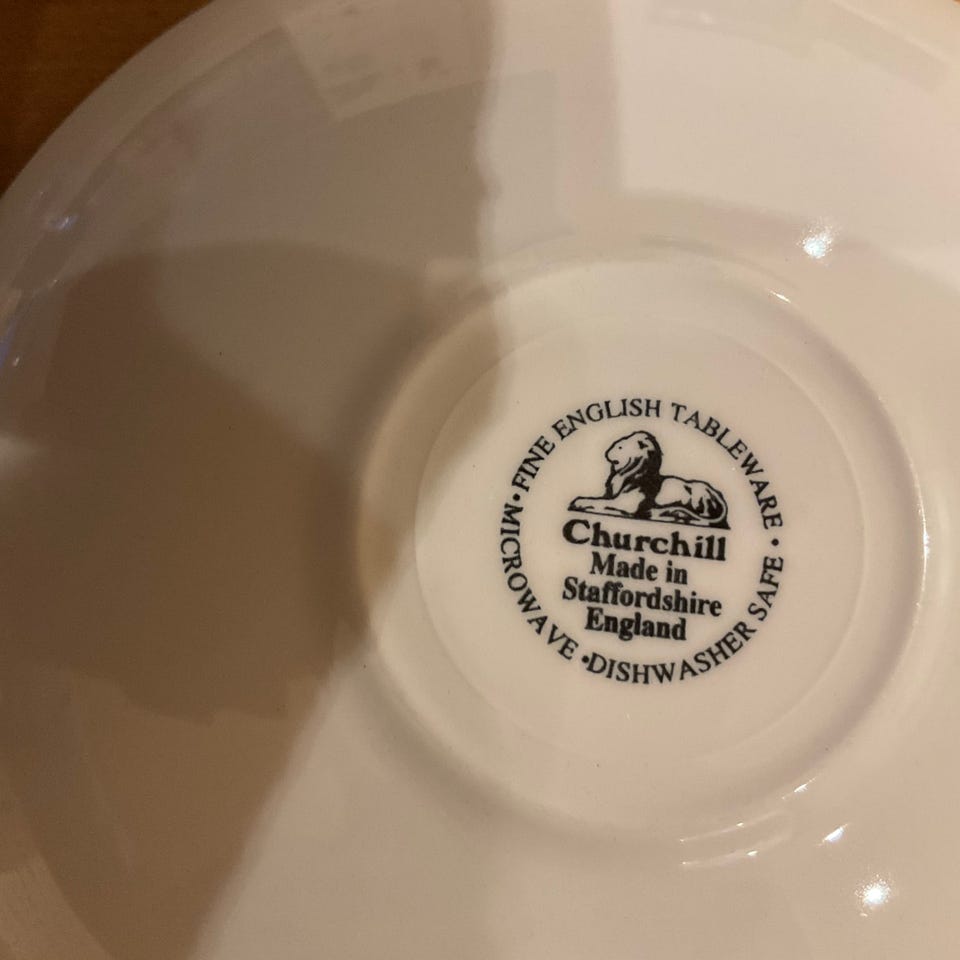 • FINE ENGLISH TABLEWARE •
Churchill
Made in
Staffordshire
England
MICROWAVE • DISHWASHER SAFE